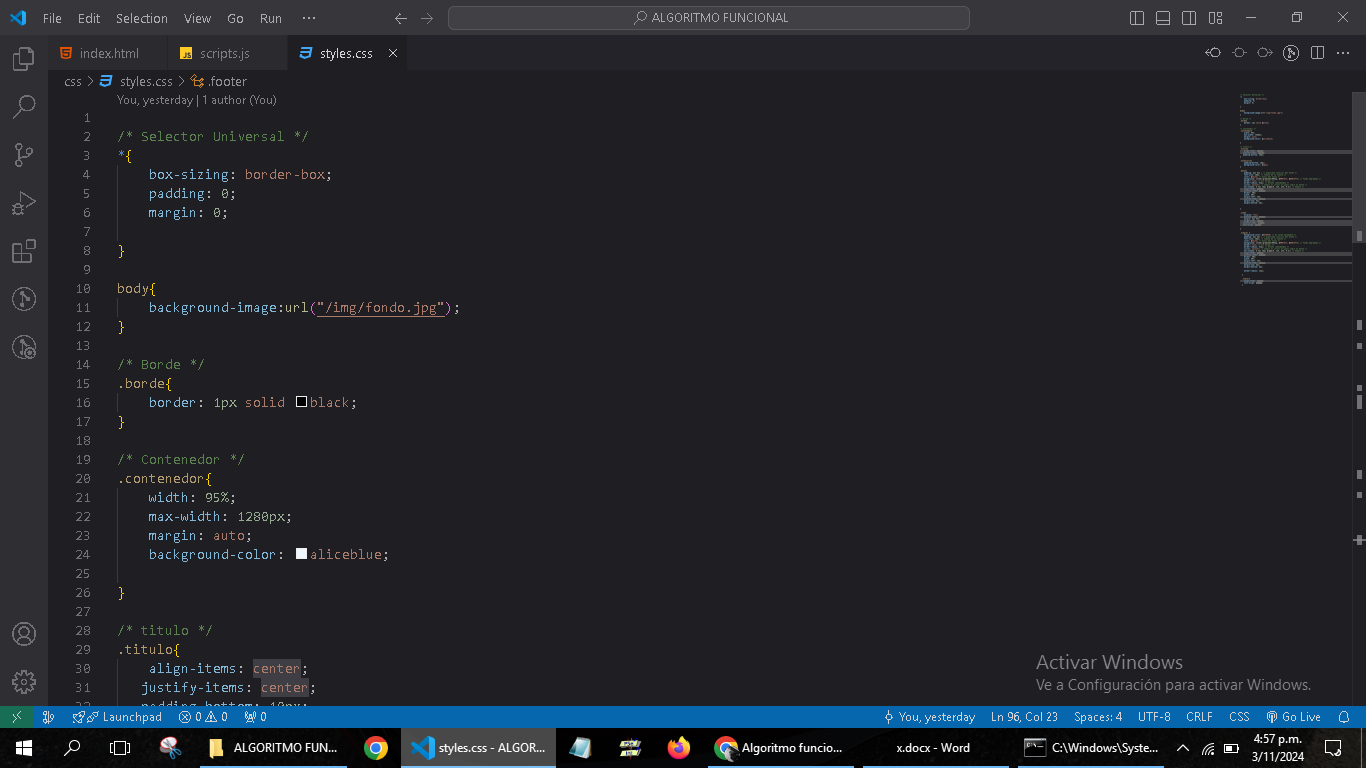 File Edit Selection View Go Run ··· ALGORITMO FUNCIONAL
index.html scripts.js styles.css
css > styles.css > .footer
You, yesterday | 1 author (You)
1
2 /* Selector Universal */
3 *{
4 box-sizing: border-box;
5 padding: 0;
6 margin: 0;
7
8 }
9
10 body{
11 background-image:url("/img/fondo.jpg");
12 }
13
14 /* Borde */
15 .borde{
16 border: 1px solid black;
17 }
18
19 /* Contenedor */
20 .contenedor{
21 width: 95%;
22 max-width: 1280px;
23 margin: auto;
24 background-color: aliceblue;
25
26 }
27
28 /* titulo */
29 .titulo{
30 align-items: center;
31 justify-items: center;
32 padding-bottom: 10px;
Activar Windows
Ve a Configuración para activar Windows.
Launchpad 0 0 0 You, yesterday Ln 96, Col 23 Spaces: 4 UTF-8 CRLF CSS Go Live
ALGORITMO FUN... styles.css - ALGOR... Algoritmo funcio... x.docx - Word C:\Windows\Syste... 4:57 p.m.
3/11/2024